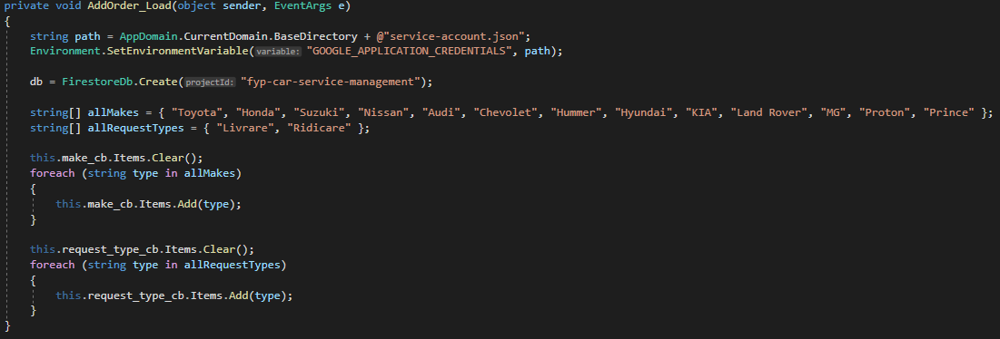 private void AddOrder_Load(object sender, EventArgs e)
{
string path = AppDomain.CurrentDomain.BaseDirectory + @"service-account.json";
Environment.SetEnvironmentVariable(variable: "GOOGLE_APPLICATION_CREDENTIALS", path);
db = FirestoreDb.Create(projectId: "fyp-car-service-management");
string[] allMakes = { "Toyota", "Honda", "Suzuki", "Nissan", "Audi", "Chevolet", "Hummer", "Hyundai", "KIA", "Land Rover", "MG", "Proton", "Prince" };
string[] allRequestTypes = { "Livrare", "Ridicare" };
this.make_cb.Items.Clear();
foreach (string type in allMakes)
{
this.make_cb.Items.Add(type);
}
this.request_type_cb.Items.Clear();
foreach (string type in allRequestTypes)
{
this.request_type_cb.Items.Add(type);
}
}